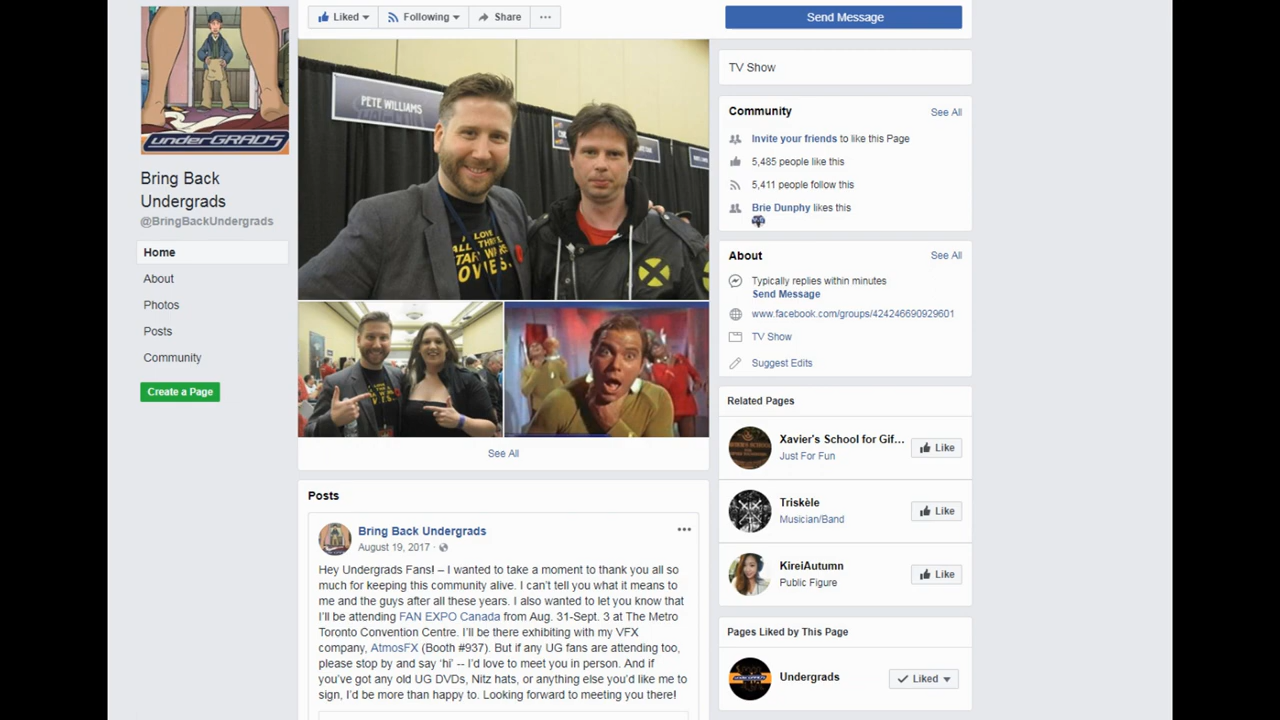 Liked
Following
Share
Send Message
underGRADS
Bring Back
Undergrads
@BringBackUndergrads
Home
About
Photos
Posts
Community
Create a Page
PETE WILLIAMS
I LOVE
ALL THREE
STAR WARS
MOVIES.
See All
Posts
Bring Back Undergrads
August 19, 2017
Hey Undergrads Fans! – I wanted to take a moment to thank you all so
much for keeping this community alive. I can't tell you what it means to
me and the guys after all these years. I also wanted to let you know that
I'll be attending FAN EXPO Canada from Aug. 31-Sept. 3 at The Metro
Toronto Convention Centre. I'll be there exhibiting with my VFX
company, AtmosFX (Booth #937). But if any UG fans are attending too,
please stop by and say 'hi' -- I'd love to meet you in person. And if
you've got any old UG DVDs, Nitz hats, or anything else you'd like me to
sign, I'd be more than happy to. Looking forward to meeting you there!
TV Show
Community See All
Invite your friends to like this Page
5,485 people like this
5,411 people follow this
Brie Dunphy likes this
About See All
Typically replies within minutes
Send Message
www.facebook.com/groups/424246690929601
TV Show
Suggest Edits
Related Pages
Xavier's School for Gif...
Just For Fun
Like
Triskèle
Musician/Band
Like
KireiAutumn
Public Figure
Like
Pages Liked by This Page
Undergrads
Liked